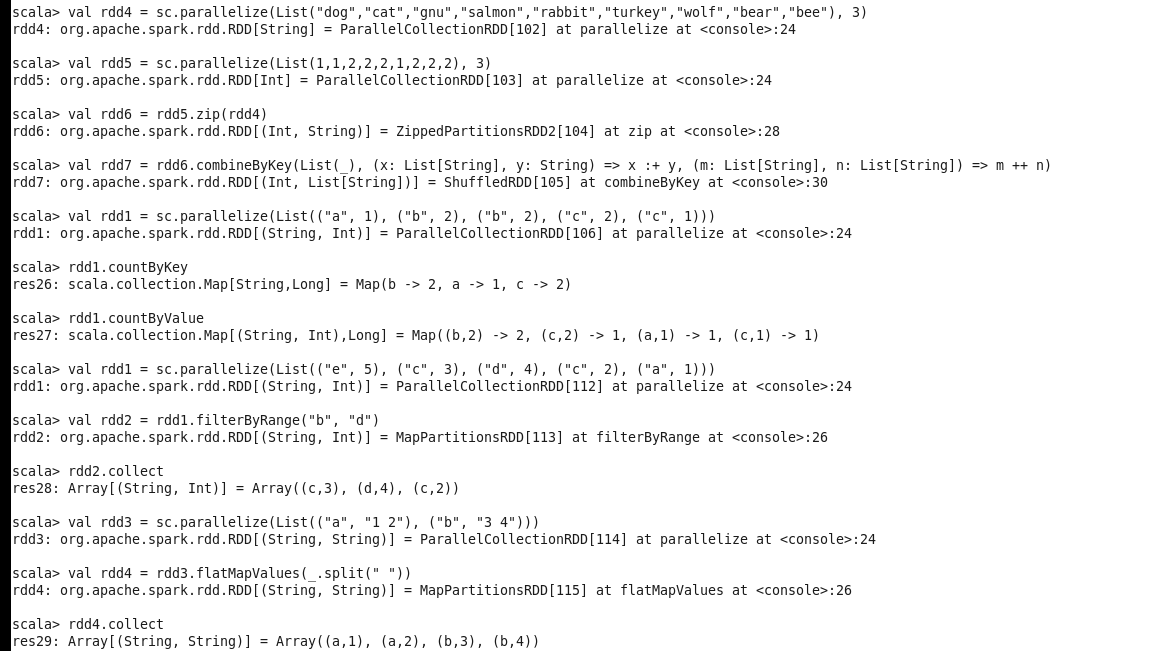 scala> val rdd4 = sc.parallelize(List("dog","cat","gnu","salmon","rabbit","turkey","wolf","bear","bee"), 3)
rdd4: org.apache.spark.rdd.RDD[String] = ParallelCollectionRDD[102] at parallelize at <console>:24
scala> val rdd5 = sc.parallelize(List(1,1,2,2,2,1,2,2,2), 3)
rdd5: org.apache.spark.rdd.RDD[Int] = ParallelCollectionRDD[103] at parallelize at <console>:24
scala> val rdd6 = rdd5.zip(rdd4)
rdd6: org.apache.spark.rdd.RDD[(Int, String)] = ZippedPartitionsRDD2[104] at zip at <console>:28
scala> val rdd7 = rdd6.combineByKey(List(_), (x: List[String], y: String) => x :+ y, (m: List[String], n: List[String]) => m ++ n)
rdd7: org.apache.spark.rdd.RDD[(Int, List[String])] = ShuffledRDD[105] at combineByKey at <console>:30
scala> val rdd1 = sc.parallelize(List(("a", 1), ("b", 2), ("b", 2), ("c", 2), ("c", 1)))
rdd1: org.apache.spark.rdd.RDD[(String, Int)] = ParallelCollectionRDD[106] at parallelize at <console>:24
scala> rdd1.countByKey
res26: scala.collection.Map[String,Long] = Map(b -> 2, a -> 1, c -> 2)
scala> rdd1.countByValue
res27: scala.collection.Map[(String, Int),Long] = Map((b,2) -> 2, (c,2) -> 1, (a,1) -> 1, (c,1) -> 1)
scala> val rdd1 = sc.parallelize(List(("e", 5), ("c", 3), ("d", 4), ("c", 2), ("a", 1)))
rdd1: org.apache.spark.rdd.RDD[(String, Int)] = ParallelCollectionRDD[112] at parallelize at <console>:24
scala> val rdd2 = rdd1.filterByRange("b", "d")
rdd2: org.apache.spark.rdd.RDD[(String, Int)] = MapPartitionsRDD[113] at filterByRange at <console>:26
scala> rdd2.collect
res28: Array[(String, Int)] = Array((c,3), (d,4), (c,2))
scala> val rdd3 = sc.parallelize(List(("a", "1 2"), ("b", "3 4")))
rdd3: org.apache.spark.rdd.RDD[(String, String)] = ParallelCollectionRDD[114] at parallelize at <console>:24
scala> val rdd4 = rdd3.flatMapValues(_.split(" "))
rdd4: org.apache.spark.rdd.RDD[(String, String)] = MapPartitionsRDD[115] at flatMapValues at <console>:26
scala> rdd4.collect
res29: Array[(String, String)] = Array((a,1), (a,2), (b,3), (b,4))